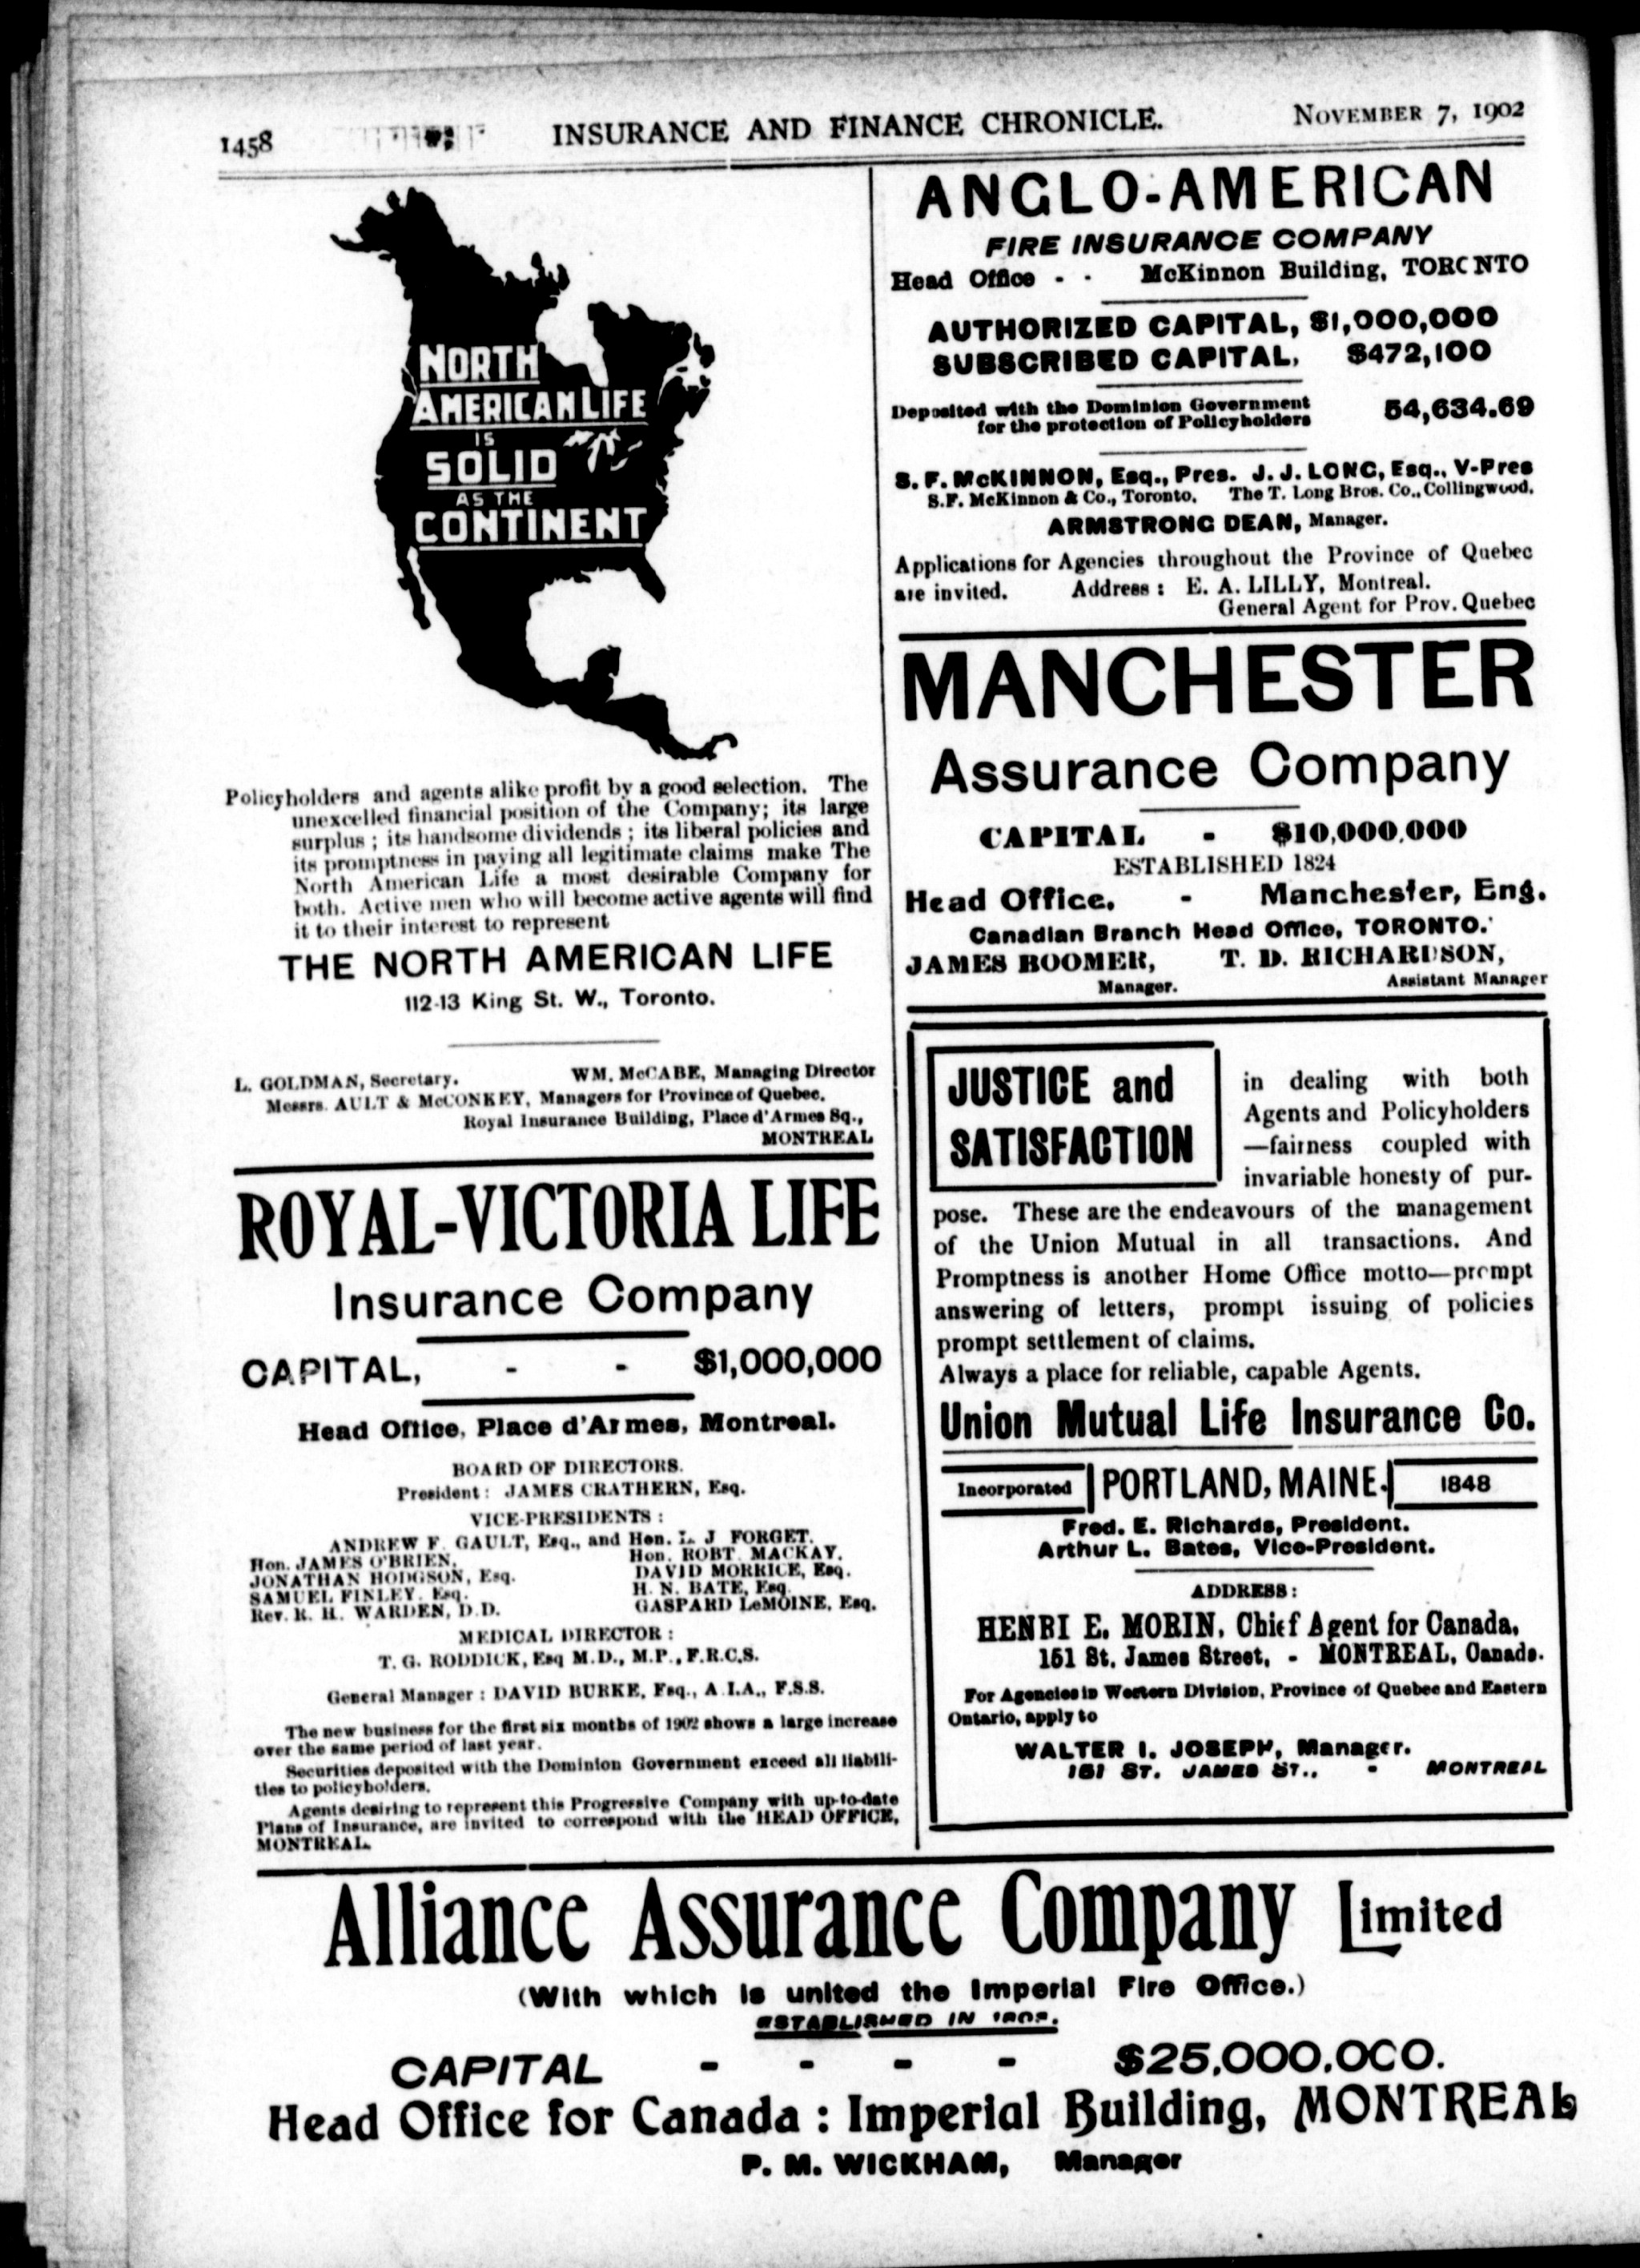 1458
INSURANCE AND FINANCE CHRONICLE.
NOVEMBER 7, 1902
NORTH
AMERICAN LIFE
IS
SOLID
AS THE
CONTINENT
Policyholders and agents alike profit by a good selection. The
unexcelled financial position of the Company; its large
surplus; its handsome dividends; its liberal policies and
its promptness in paying all legitimate claims make The
North American Life a most desirable Company for
both. Active men who will become active agents will find
it to their interest to represent
THE NORTH AMERICAN LIFE
112-13 King St. W., Toronto.
L. GOLDMAN, Secretary. WM. McCABE, Managing Director
Messrs. AULT & McCONKEY, Managers for Province of Quebec.
Royal Insurance Building, Place d'Armes Sq.,
MONTREAL
ROYAL-VICTORIA LIFE
Insurance Company
CAPITAL, - - $1,000,000
Head Office, Place d'Armes, Montreal.
BOARD OF DIRECTORS.
President: JAMES CRATHERN, Esq.
VICE-PRESIDENTS:
ANDREW F. GAULT, Esq., and Hon. L. J FORGET.
Hon. JAMES O'BRIEN, Hon. ROBT. MACKAY.
JONATHAN HODGSON, Esq. DAVID MORRICE, Esq.
SAMUEL FINLEY, Esq. H. N. BATE, Esq.
Rev. R. H. WARDEN, D.D. GASPARD LeMOINE, Esq.
MEDICAL DIRECTOR:
T. G. RODDICK, Esq M.D., M.P., F.R.C.S.
General Manager: DAVID BURKE, Esq., A.I.A., F.S.S.
The new business for the first six months of 1902 shows a large increase
over the same period of last year.
Securities deposited with the Dominion Government exceed all liabili-
ties to policyholders.
Agents desiring to represent this Progressive Company with up-to-date
Plans of Insurance, are invited to correspond with the HEAD OFFICE,
MONTREAL.
ANGLO-AMERICAN
FIRE INSURANCE COMPANY
Head Office - - McKinnon Building, TORONTO
AUTHORIZED CAPITAL, $1,000,000
SUBSCRIBED CAPITAL, $472,100
Deposited with the Dominion Government
for the protection of Policyholders 54,634.69
S. F. McKINNON, Esq., Pres. J. J. LONG, Esq., V-Pres
S.F. McKinnon & Co., Toronto. The T. Long Bros. Co., Collingwood.
ARMSTRONG DEAN, Manager.
Applications for Agencies throughout the Province of Quebec
are invited. Address: E. A. LILLY, Montreal.
General Agent for Prov. Quebec
MANCHESTER
Assurance Company
CAPITAL - $10,000,000
ESTABLISHED 1824
Head Office. - Manchester, Eng.
Canadian Branch Head Office, TORONTO.
JAMES BOOMER, T. D. RICHARDSON,
Manager. Assistant Manager
JUSTICE and
SATISFACTION
in dealing with both
Agents and Policyholders
—fairness coupled with
invariable honesty of pur-
pose. These are the endeavours of the management
of the Union Mutual in all transactions. And
Promptness is another Home Office motto—prompt
answering of letters, prompt issuing of policies
prompt settlement of claims.
Always a place for reliable, capable Agents.
Union Mutual Life Insurance Co.
Incorporated PORTLAND, MAINE. 1848
Fred. E. Richards, President.
Arthur L. Bates, Vice-President.
ADDRESS:
HENRI E. MORIN, Chief Agent for Canada,
151 St. James Street, - MONTREAL, Canada.
For Agencies in Western Division, Province of Quebec and Eastern
Ontario, apply to
WALTER I. JOSEPH, Manager.
151 ST. JAMES ST., - MONTREAL
Alliance Assurance Company Limited
(With which is united the Imperial Fire Office.)
ESTABLISHED IN
CAPITAL - - - - $25,000,000.
Head Office for Canada: Imperial Building, MONTREAL
P. M. WICKHAM, Manager